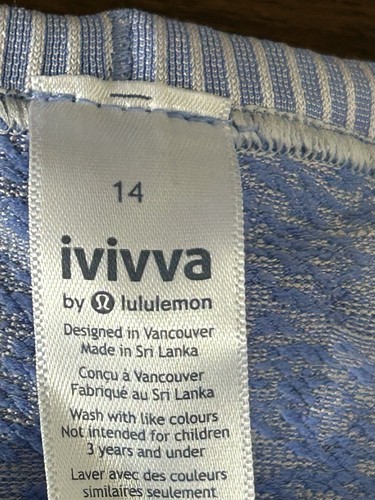 14
ivivva
by lululemon
Designed in Vancouver
Made in Sri Lanka
Conçu à Vancouver
Fabriqué au Sri Lanka
Wash with like colours
Not intended for children
3 years and under
Laver avec des couleurs
similaires seulement